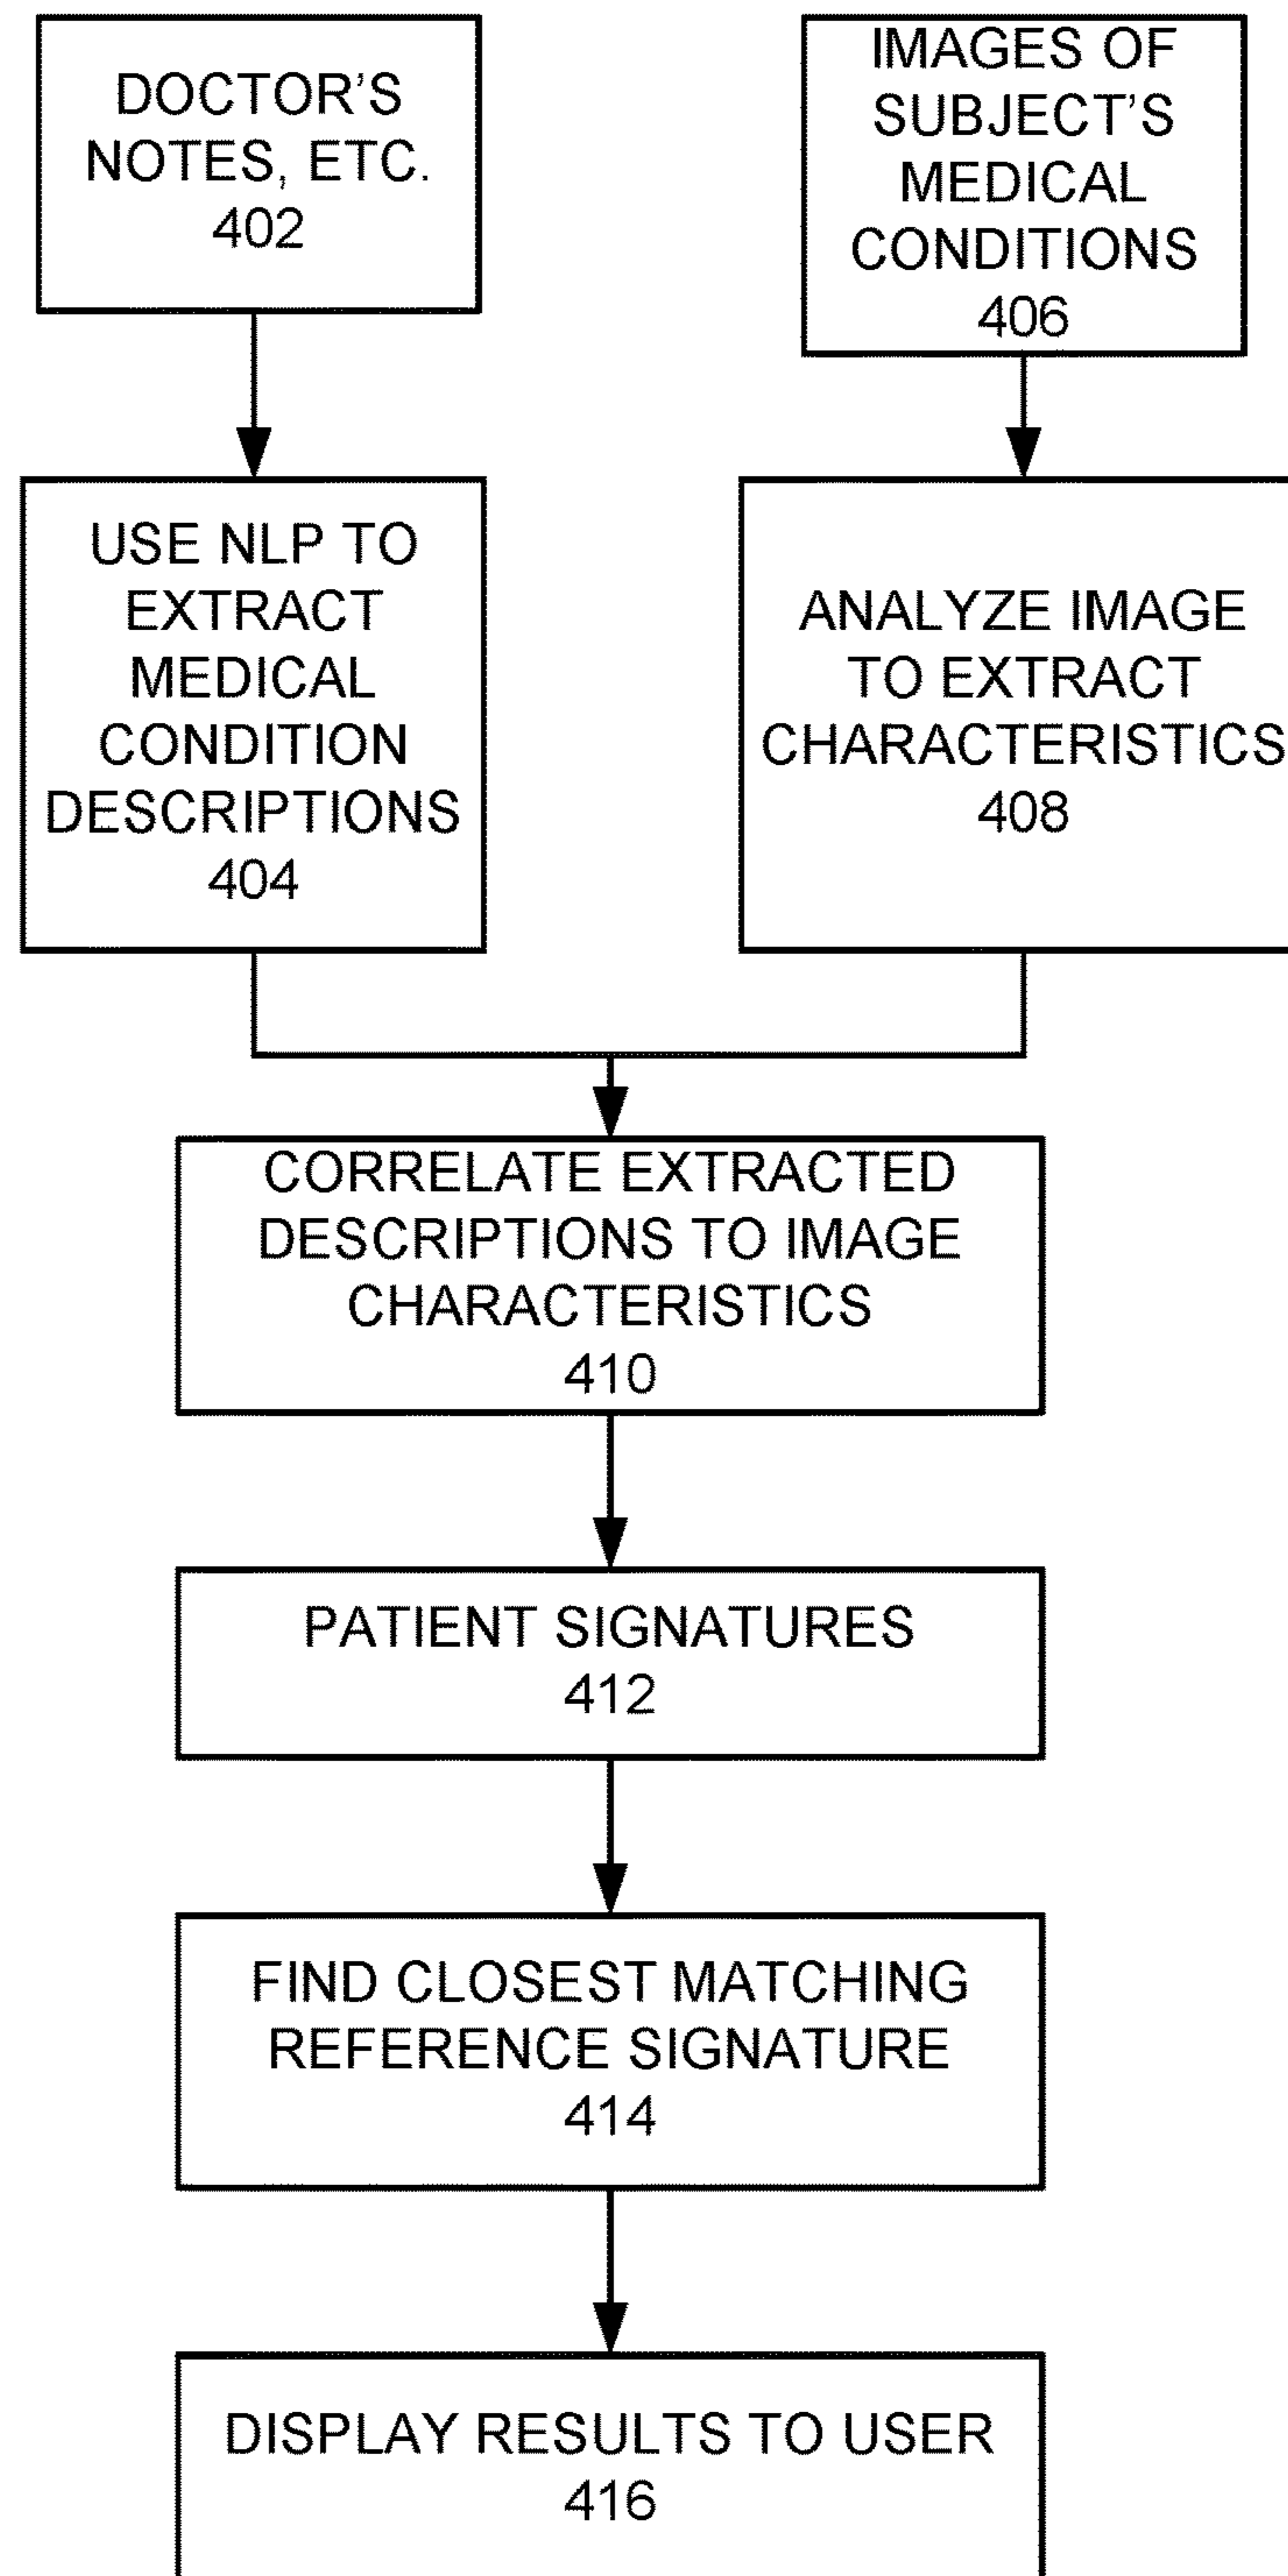 DOCTOR'S
NOTES, ETC.
402
IMAGES OF
SUBJECT'S
MEDICAL
CONDITIONS
406
USE NLP TO
EXTRACT
MEDICAL
CONDITION
DESCRIPTIONS
404
ANALYZE IMAGE
TO EXTRACT
CHARACTERISTICS
408
CORRELATE EXTRACTED
DESCRIPTIONS TO IMAGE
CHARACTERISTICS
410
PATIENT SIGNATURES
412
FIND CLOSEST MATCHING
REFERENCE SIGNATURE
414
DISPLAY RESULTS TO USER
416